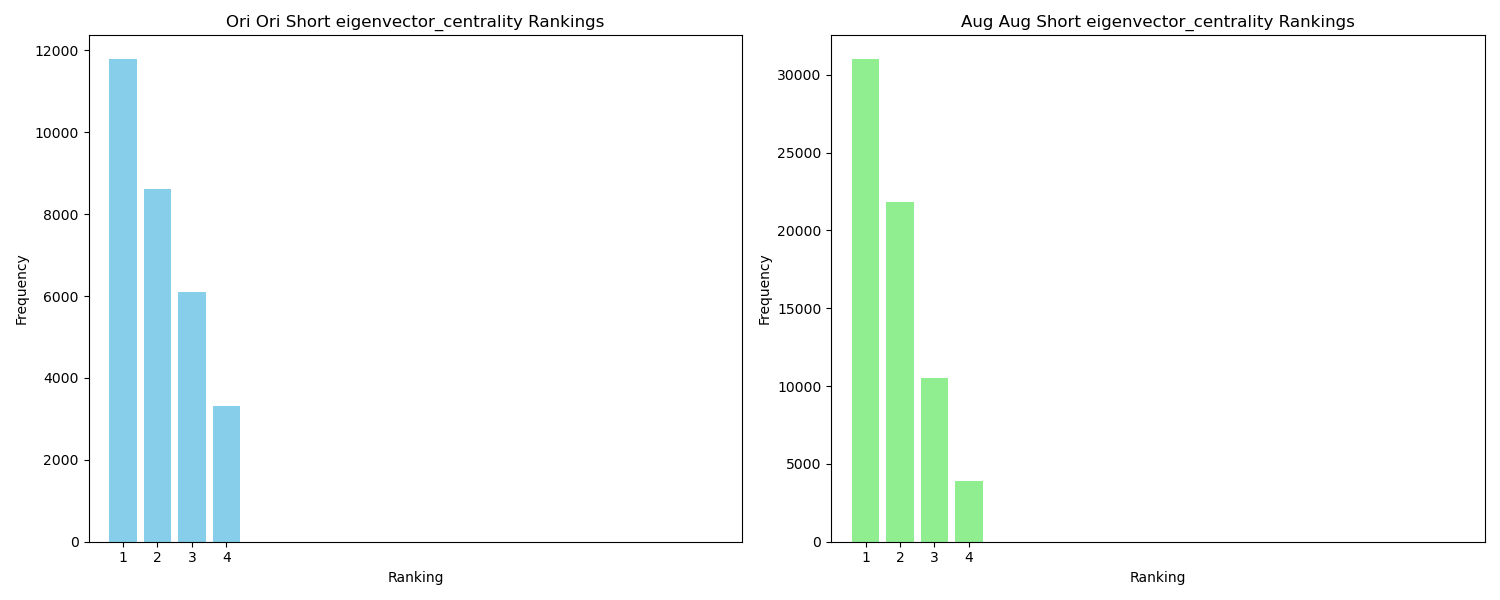 Ori Ori Short eigenvector_centrality Rankings
12000
10000
8000
6000
4000
2000
0
Frequency
1 2 3 4
Ranking
Aug Aug Short eigenvector_centrality Rankings
30000
25000
20000
15000
10000
5000
0
Frequency
1 2 3 4
Ranking